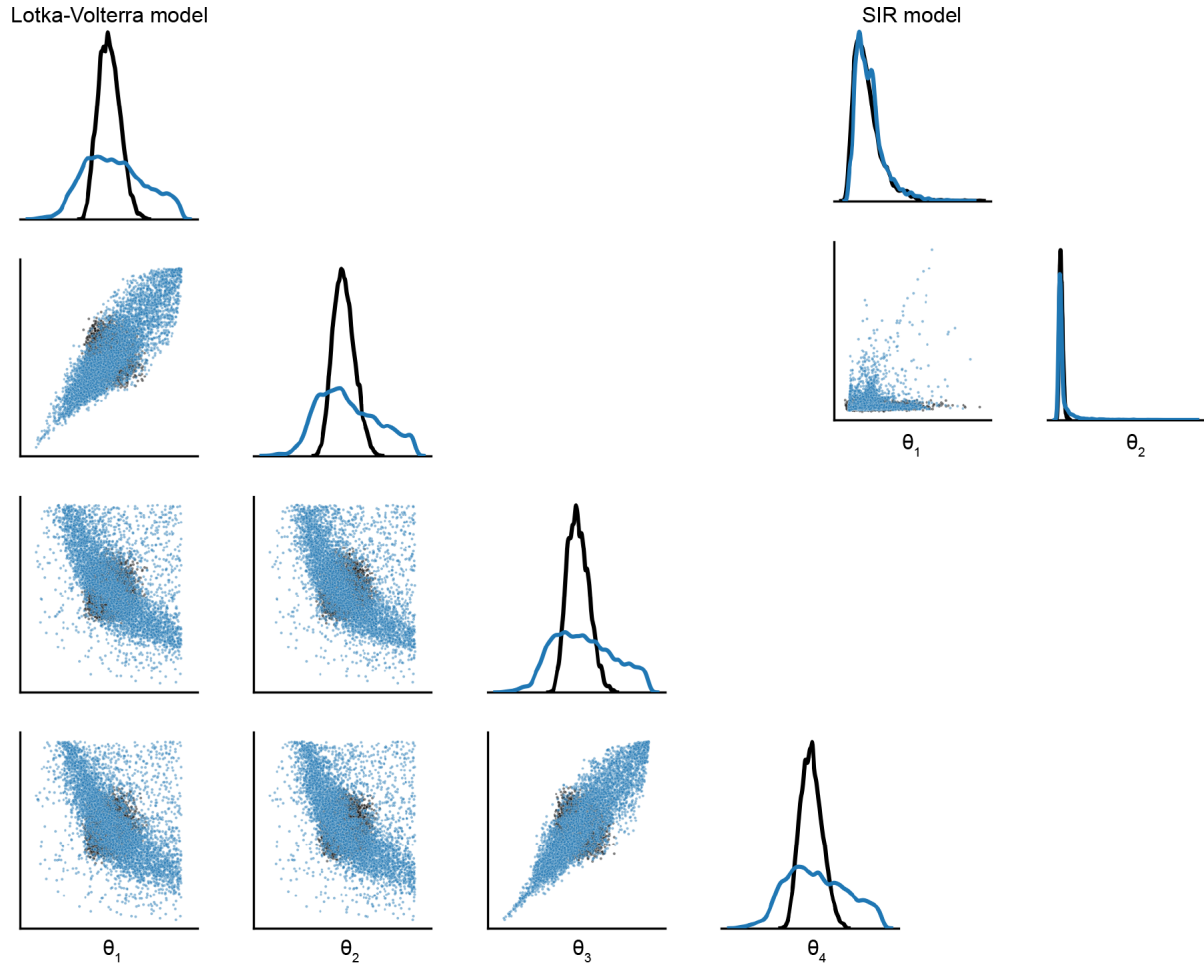 Lotka-Volterra model
SIR model
θ1
θ2
θ1
θ2
θ3
θ4